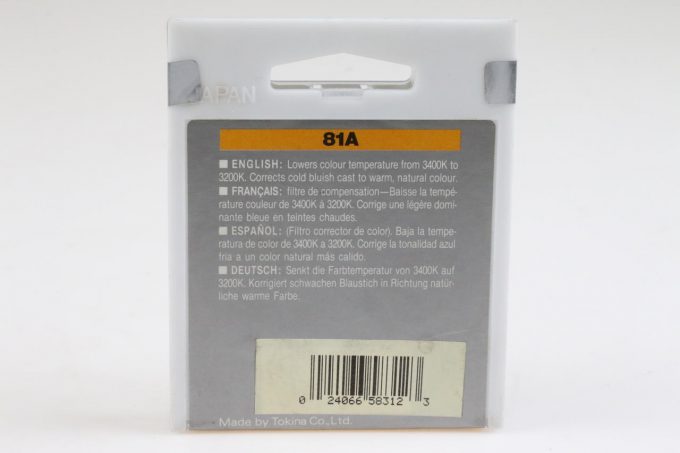 JAPAN
81A
■ ENGLISH: Lowers colour temperature from 3400K to
3200K. Corrects cold bluish cast to warm, natural colour.
■ FRANÇAIS: filtre de compensation—Baisse la tempé-
rature couleur de 3400K à 3200K. Corrige une légére domi-
nante bleue en teintes chaudes.
■ ESPAÑOL: (Filtro corrector de color). Baja la tempe-
ratura de color de 3400K a 3200K. Corrige la tonalidad azul
fria a un color natural más calido.
■ DEUTSCH: Senkt die Farbtemperatur von 3400K auf
3200K. Korrigiert schwachen Blaustich in Richtung natür-
liche warme Farbe.
0 24066 58312 3
Made by Tokina Co., Ltd.